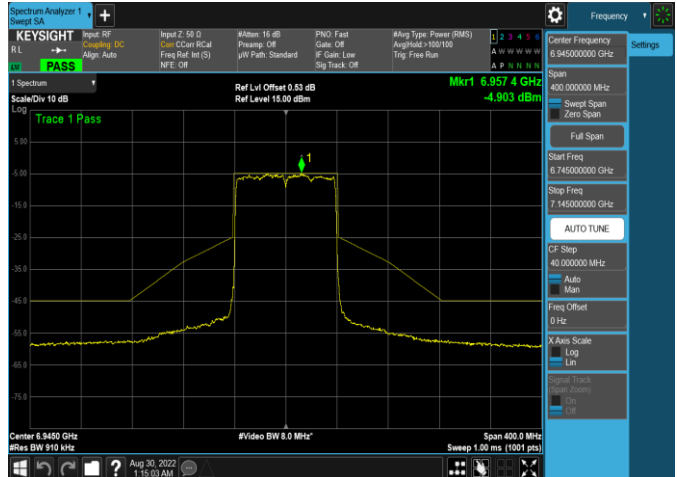 Spectrum Analyzer 1
Swept SA
+
Frequency
KEYSIGHT
RL
AW
PASS
Input: RF
Coupling: DC
Align: Auto
Input Z: 50 Ω
Corr CCorr RCal
Freq Ref: Int (S)
NFE: Off
#Atten: 16 dB
Preamp: Off
µW Path: Standard
PNO: Fast
Gate: Off
IF Gain: Low
Sig Track: Off
#Avg Type: Power (RMS)
Avg|Hold:>100/100
Trig: Free Run
1 2 3 4 5 6
A W W W W W
A P N N N N
1 Spectrum
Scale/Div 10 dB
Log
Ref Lvl Offset 0.53 dB
Ref Level 15.00 dBm
Mkr1 6.957 4 GHz
-4.903 dBm
Trace 1 Pass
1
5.00
-5.00
-15.0
-25.0
-35.0
-45.0
-55.0
-65.0
-75.0
Center 6.9450 GHz
#Res BW 910 kHz
#Video BW 8.0 MHz*
Span 400.0 MHz
Sweep 1.00 ms (1001 pts)
?
Aug 30, 2022
1:15:03 AM
Center Frequency
6.945000000 GHz
Span
400.000000 MHz
Swept Span
Zero Span
Full Span
Start Freq
6.745000000 GHz
Stop Freq
7.145000000 GHz
AUTO TUNE
CF Step
40.000000 MHz
Auto
Man
Freq Offset
0 Hz
X Axis Scale
Log
Lin
Signal Track
(Span Zoom)
On
Off
Settings